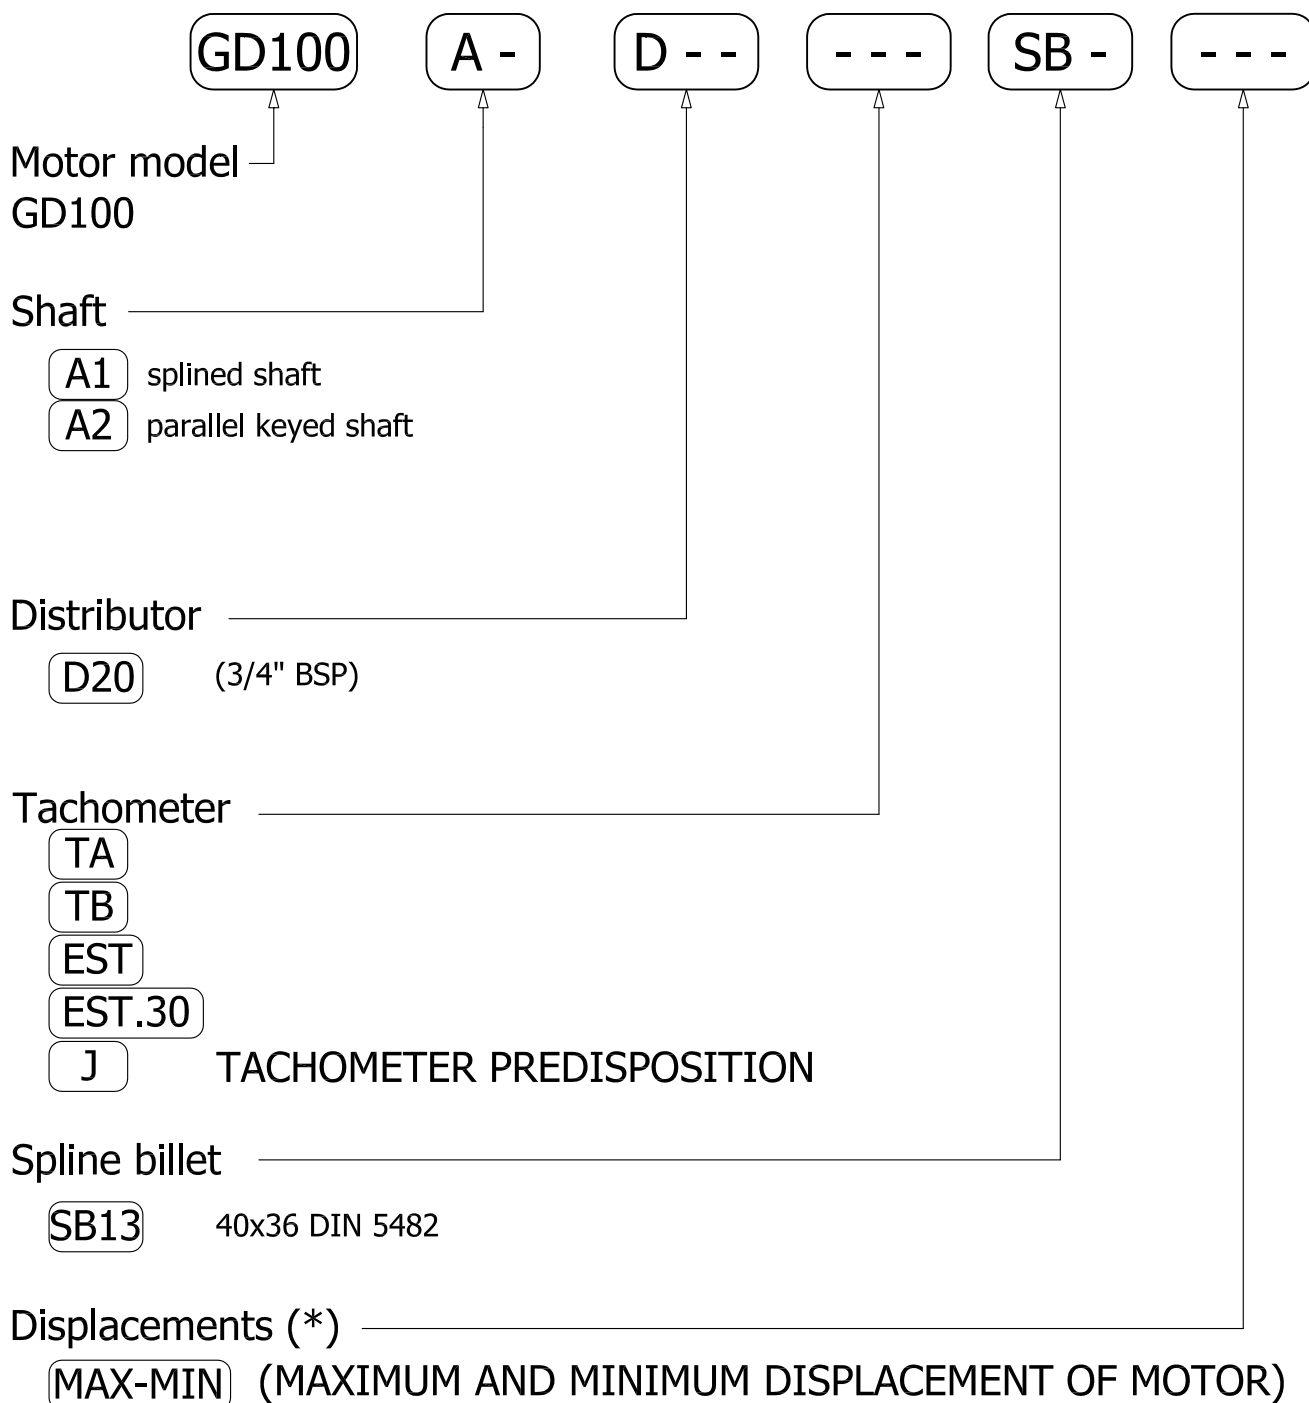 GD100 A - D - - - - - SB - - - -
Motor model
GD100
Shaft
A1 splined shaft
A2 parallel keyed shaft
Distributor
D20 (3/4" BSP)
Tachometer
TA
TB
EST
EST.30
J TACHOMETER PREDISPOSITION
Spline billet
SB13 40x36 DIN 5482
Displacements (*)
MAX-MIN (MAXIMUM AND MINIMUM DISPLACEMENT OF MOTOR)